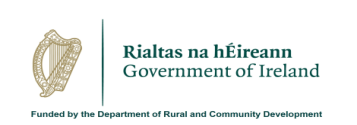 Rialtas na hÉireann
Government of Ireland
Funded by the Department of Rural and Community Development